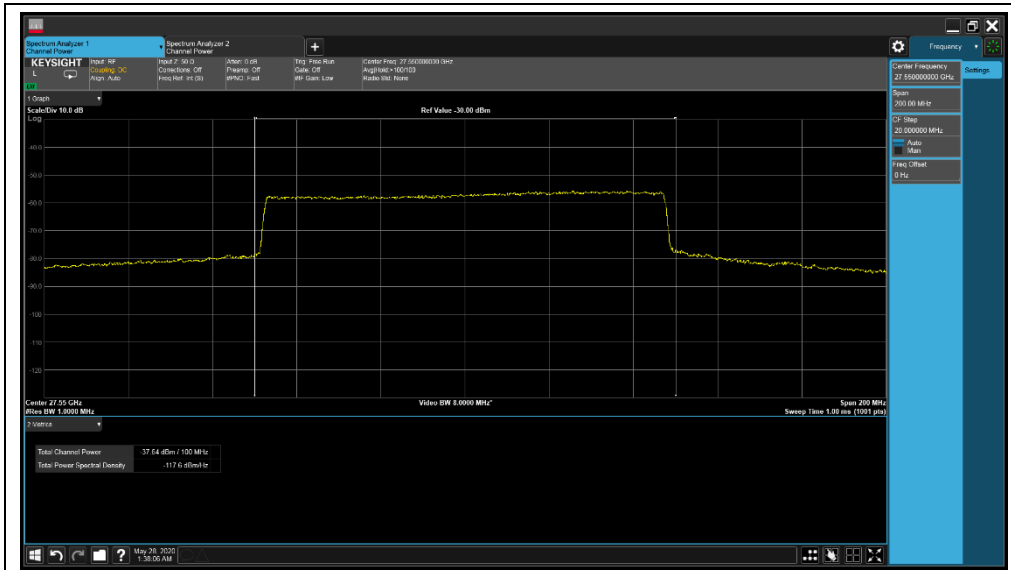 Spectrum Analyzer 1
Channel Power
Spectrum Analyzer 2
Channel Power
+
Frequency
KEYSIGHT
L
Input: RF
Coupling: DC
Align: Auto
Input Z: 50 Ω
Corrections: Off
Freq Ref: Int (S)
Atten: 0 dB
Preamp: Off
#PNO: Fast
Trig: Free Run
Gate: Off
#IF Gain: Low
Center Freq: 27.550000000 GHz
Avg|Hold:>100/100
Radio Std: None
Center Frequency
27.550000000 GHz
Settings
Span
200.00 MHz
CF Step
20.000000 MHz
Auto
Man
Freq Offset
0 Hz
1 Graph
Scale/Div 10.0 dB
Ref Value -30.00 dBm
Log
-40.0
-50.0
-60.0
-70.0
-80.0
-90.0
-100
-110
-120
Center 27.55 GHz
#Res BW 1.0000 MHz
Video BW 8.0000 MHz*
Span 200 MHz
Sweep Time 1.00 ms (1001 pts)
2 Metrics
Total Channel Power -37.64 dBm / 100 MHz
Total Power Spectral Density -117.6 dBm/Hz
?
May 28, 2020
1:38:06 AM